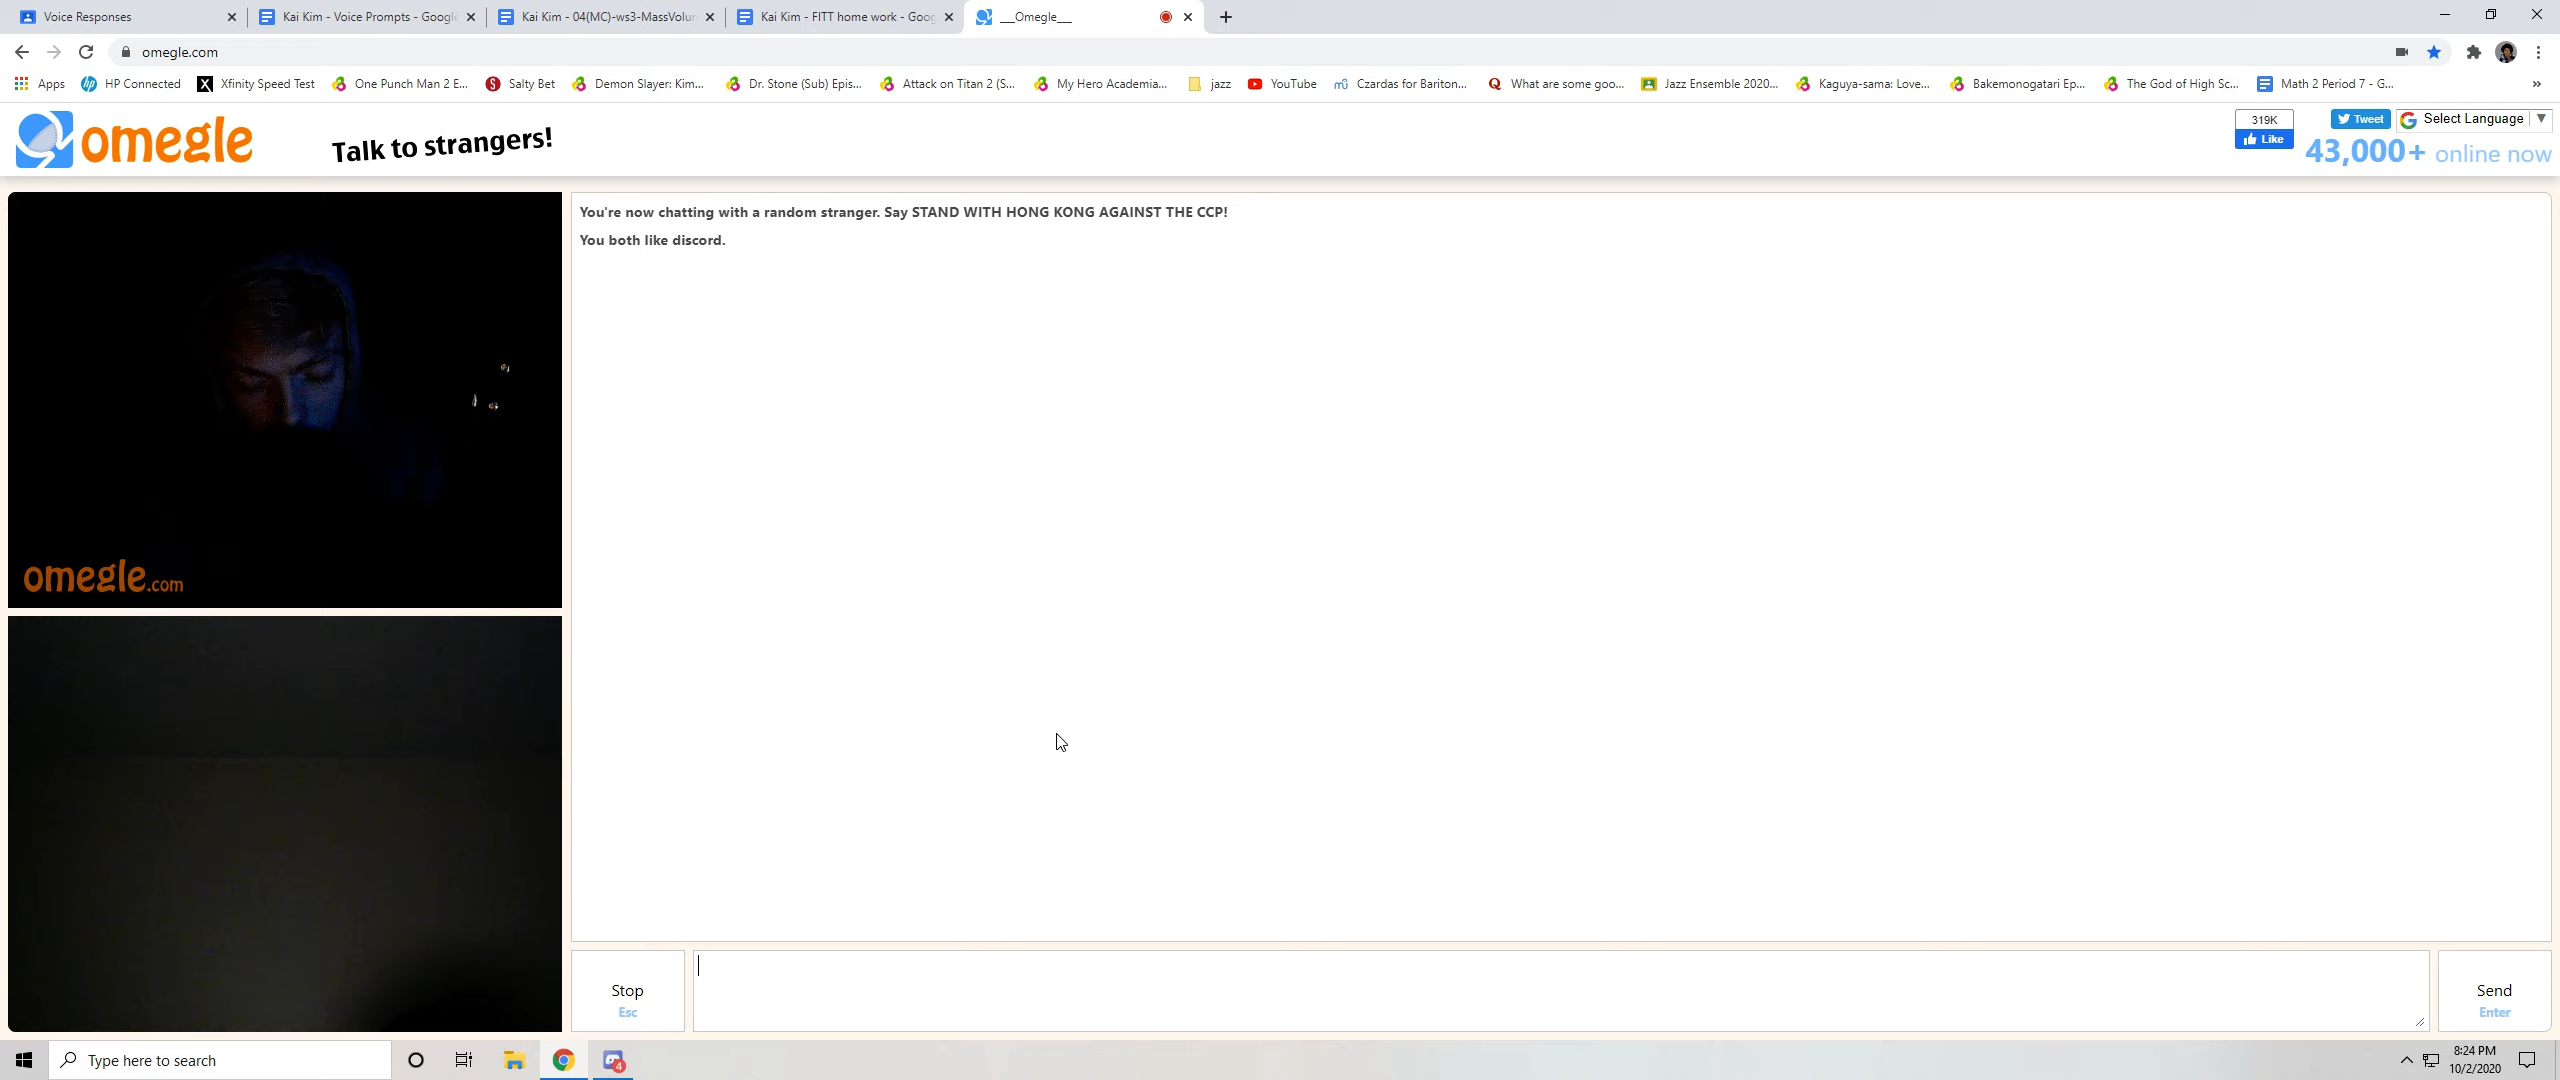 Voice Responses
Kai Kim - Voice Prompts - Google
Kai Kim - 04(MC)-ws3-MassVolu
Kai Kim - FITT home work - Goog
__Omegle__
omegle.com
Apps
HP Connected
Xfinity Speed Test
One Punch Man 2 E...
Salty Bet
Demon Slayer: Kim...
Dr. Stone (Sub) Epis...
Attack on Titan 2 (S...
My Hero Academia...
jazz
YouTube
Czardas for Bariton...
What are some goo...
Jazz Ensemble 2020...
Kaguya-sama: Love...
Bakemonogatari Ep...
The God of High Sc...
Math 2 Period 7 - G...
omegle
Talk to strangers!
319K
Like
Tweet
Select Language
43,000+ online now
You're now chatting with a random stranger. Say STAND WITH HONG KONG AGAINST THE CCP!
You both like discord.
omegle.com
Stop
Esc
Send
Enter
Type here to search
4
8:24 PM
10/2/2020